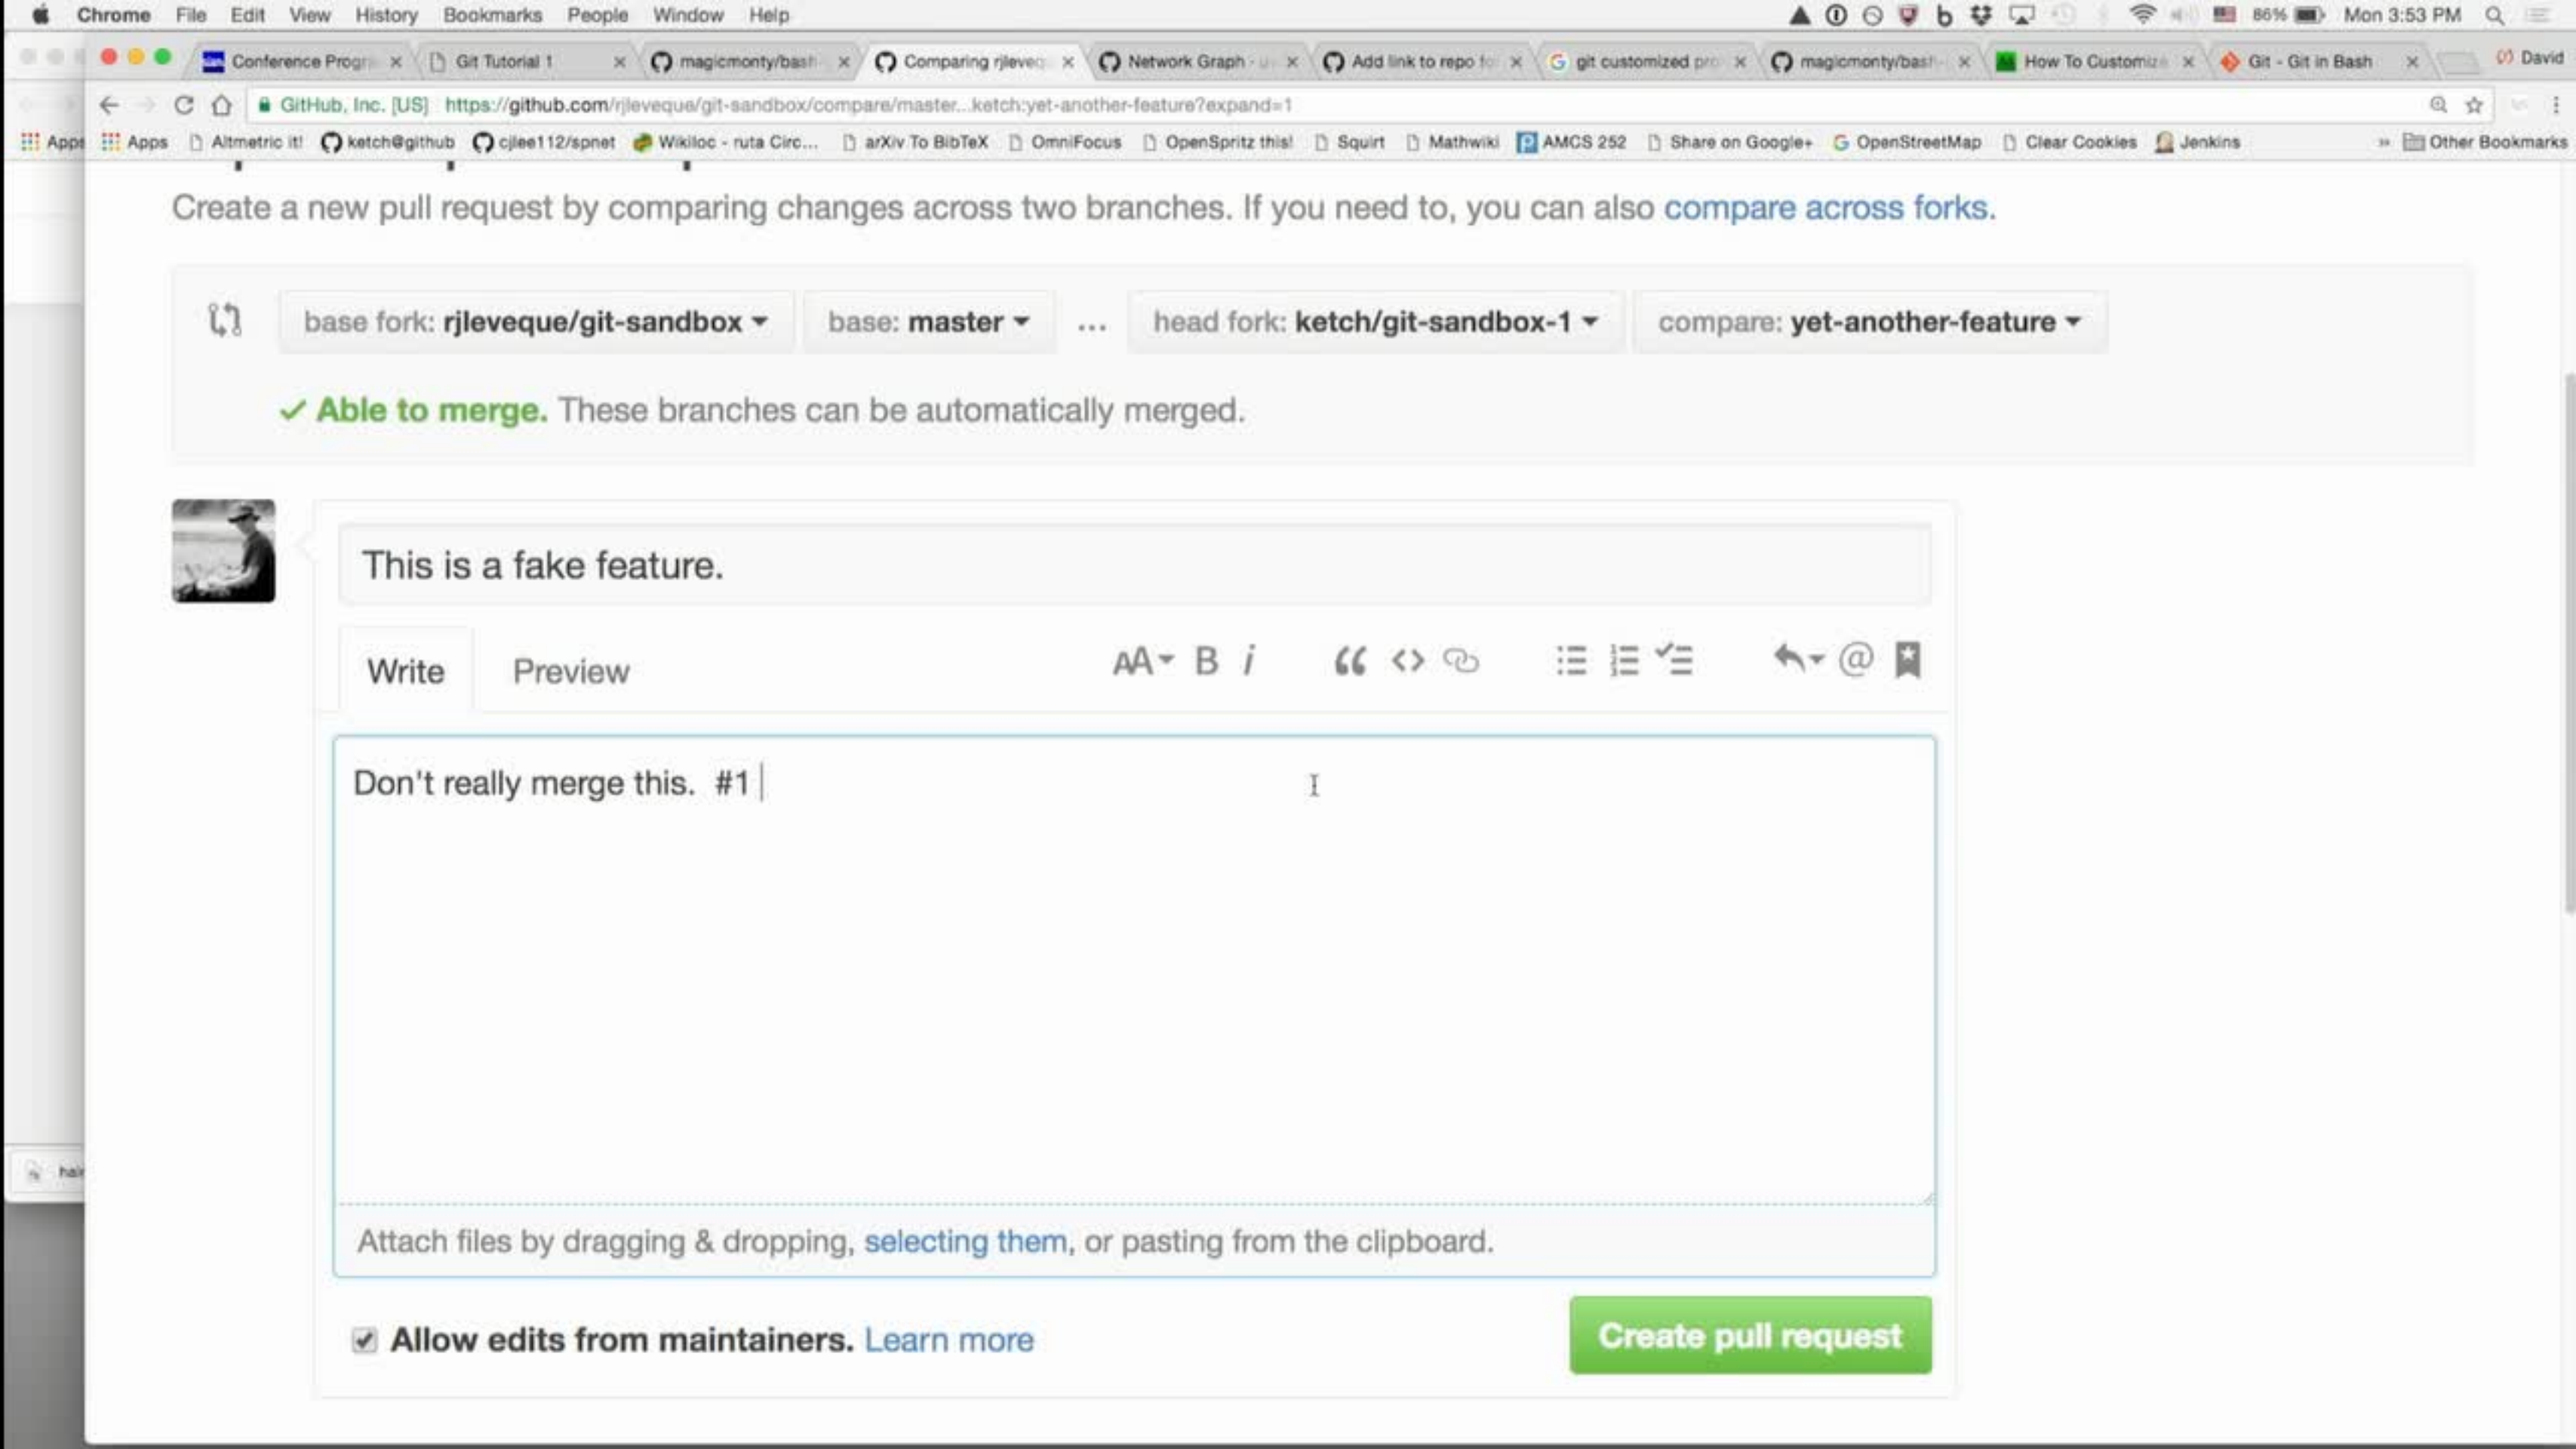 Chrome File Edit View History Bookmarks People Window Help 86% Mon 3:53 PM
Conference Progra Git Tutorial 1 magicmonty/bash Comparing rjleveq Network Graph Add link to repo fo git customized pro magicmonty/bash- How To Customize Git - Git in Bash David
GitHub, Inc. [US] https://github.com/rjleveque/git-sandbox/compare/master...ketch:yet-another-feature?expand=1
Apps Apps Altmetric it! ketch@github cjlee112/spnet Wikiloc - ruta Circ... arXiv To BibTeX OmniFocus OpenSpritz this! Squirt Mathwiki AMCS 252 Share on Google+ OpenStreetMap Clear Cookies Jenkins » Other Bookmarks
Create a new pull request by comparing changes across two branches. If you need to, you can also compare across forks.
base fork: rjleveque/git-sandbox base: master ... head fork: ketch/git-sandbox-1 compare: yet-another-feature
Able to merge. These branches can be automatically merged.
This is a fake feature.
Write Preview AA B i “ <> @
Don't really merge this. #1
hair
Attach files by dragging & dropping, selecting them, or pasting from the clipboard.
Allow edits from maintainers. Learn more Create pull request